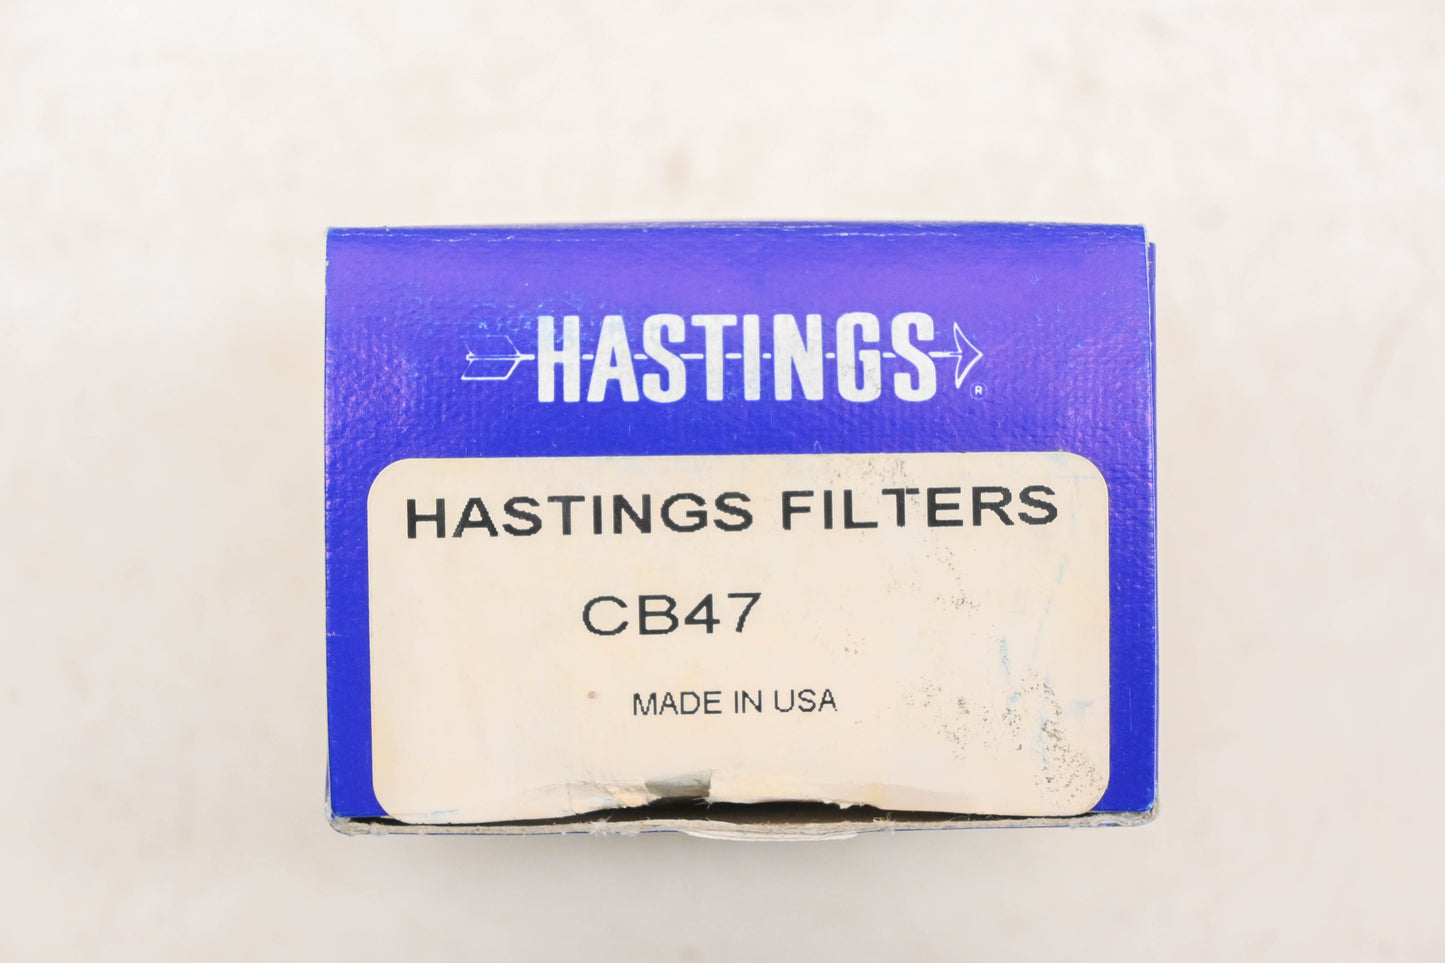 HASTINGS ®
HASTINGS FILTERS
CB47
MADE IN USA